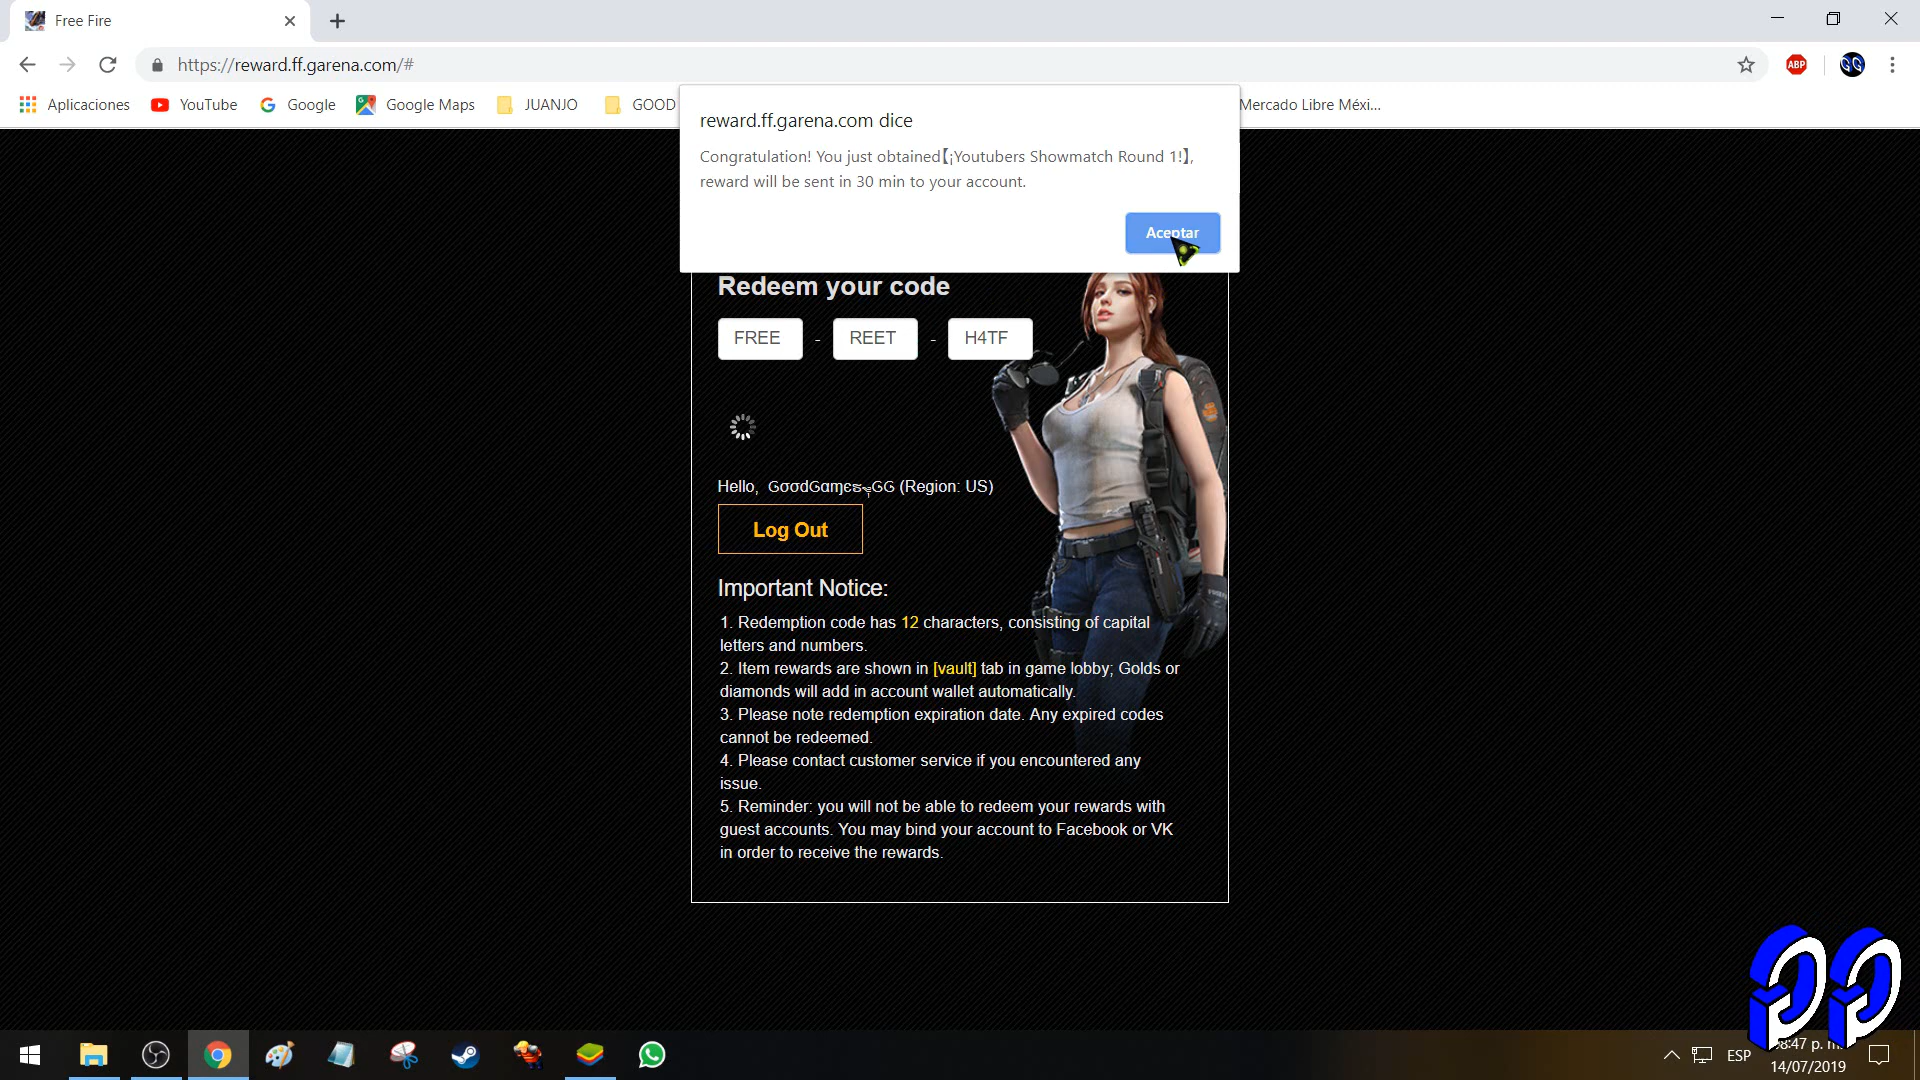 Free Fire
https://reward.ff.garena.com/#
ABP
GG
Aplicaciones YouTube Google Google Maps JUANJO GOOD Mercado Libre Méxi...
reward.ff.garena.com dice
Congratulation! You just obtained【¡Youtubers Showmatch Round 1!】,
reward will be sent in 30 min to your account.
Aceptar
Redeem your code
FREE - REET - H4TF
Hello, GσσdGαɱҽ GG (Region: US)
Log Out
Important Notice:
1. Redemption code has 12 characters, consisting of capital
letters and numbers.
2. Item rewards are shown in [vault] tab in game lobby; Golds or
diamonds will add in account wallet automatically.
3. Please note redemption expiration date. Any expired codes
cannot be redeemed.
4. Please contact customer service if you encountered any
issue.
5. Reminder: you will not be able to redeem your rewards with
guest accounts. You may bind your account to Facebook or VK
in order to receive the rewards.
ESP
8:47 p. m.
14/07/2019